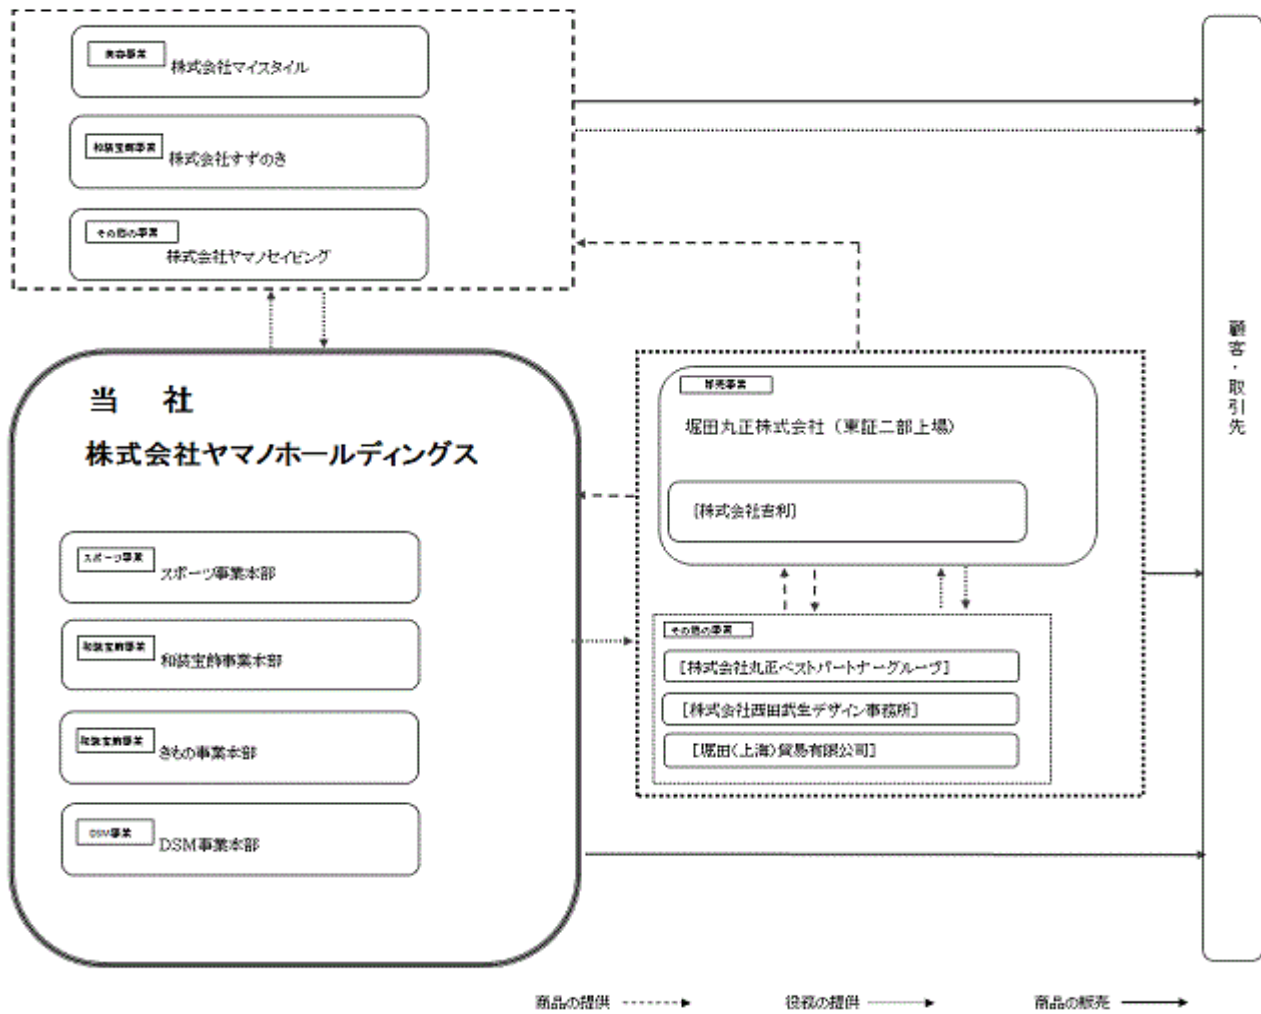 美容事業
株式会社マイスタイル
和装宝飾事業
株式会社すずのき
その他の事業
株式会社ヤマノセイビング
当 社
株式会社ヤマノホールディングス
スポーツ事業
スポーツ事業本部
和装宝飾事業
和装宝飾事業本部
和装宝飾事業
きもの事業本部
DSM事業
DSM事業本部
卸売事業
堀田丸正株式会社（東証二部上場）
[株式会社吉利]
その他の事業
[株式会社丸正ベストパートナーグループ]
[株式会社西田武生デザイン事務所]
[堀田(上海)貿易有限公司]
顧客・取引先
商品の提供
役務の提供
商品の販売